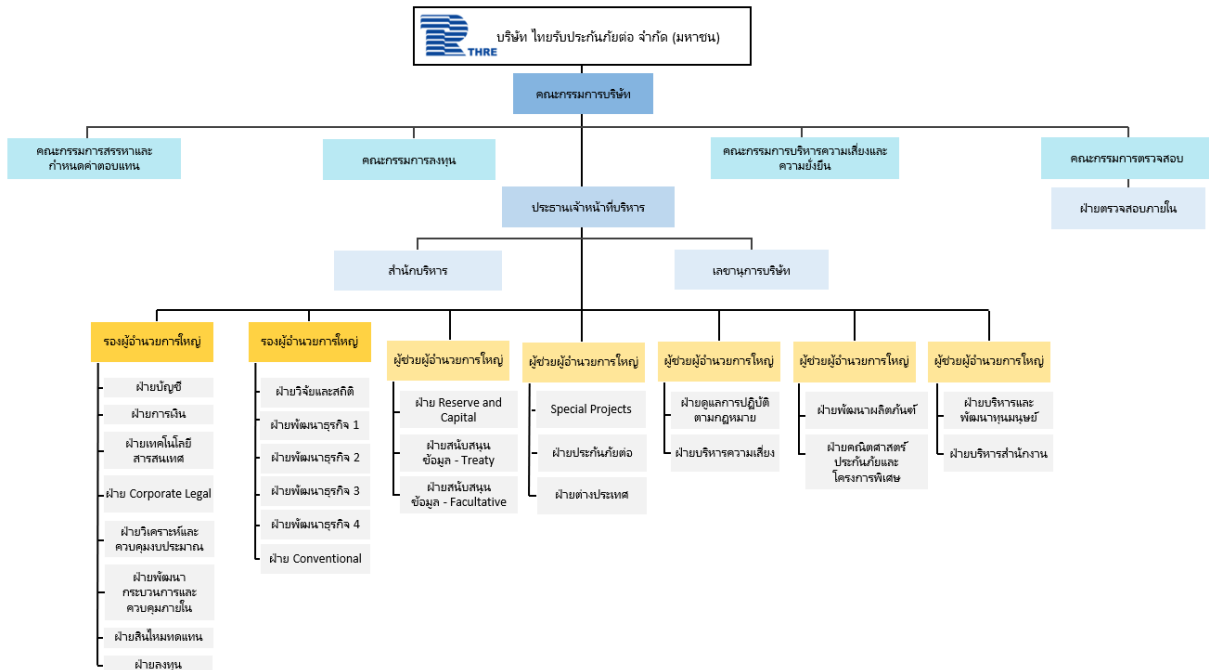 THRE
บริษัท ไทยรับประกันภัยต่อ จำกัด (มหาชน)
คณะกรรมการบริษัท
คณะกรรมการสรรหาและ
กำหนดค่าตอบแทน
คณะกรรมการลงทุน
คณะกรรมการบริหารความเสี่ยงและ
ความยั่งยืน
คณะกรรมการตรวจสอบ
ฝ่ายตรวจสอบภายใน
ประธานเจ้าหน้าที่บริหาร
สำนักบริหาร
เลขานุการบริษัท
รองผู้อำนวยการใหญ่
ฝ่ายบัญชี
ฝ่ายการเงิน
ฝ่ายเทคโนโลยี
สารสนเทศ
ฝ่าย Corporate Legal
ฝ่ายวิเคราะห์และ
ควบคุมงบประมาณ
ฝ่ายพัฒนา
กระบวนการและ
ควบคุมภายใน
ฝ่ายสินไหมทดแทน
ฝ่ายลงทุน
รองผู้อำนวยการใหญ่
ฝ่ายวิจัยและสถิติ
ฝ่ายพัฒนาธุรกิจ 1
ฝ่ายพัฒนาธุรกิจ 2
ฝ่ายพัฒนาธุรกิจ 3
ฝ่ายพัฒนาธุรกิจ 4
ฝ่าย Conventional
ผู้ช่วยผู้อำนวยการใหญ่
ฝ่าย Reserve and
Capital
ฝ่ายสนับสนุน
ข้อมูล - Treaty
ฝ่ายสนับสนุน
ข้อมูล - Facultative
ผู้ช่วยผู้อำนวยการใหญ่
Special Projects
ฝ่ายประกันภัยต่อ
ฝ่ายต่างประเทศ
ผู้ช่วยผู้อำนวยการใหญ่
ฝ่ายดูแลการปฏิบัติ
ตามกฎหมาย
ฝ่ายบริหารความเสี่ยง
ผู้ช่วยผู้อำนวยการใหญ่
ฝ่ายพัฒนาผลิตภัณฑ์
ฝ่ายคณิตศาสตร์
ประกันภัยและ
โครงการพิเศษ
ผู้ช่วยผู้อำนวยการใหญ่
ฝ่ายบริหารและ
พัฒนาทุนมนุษย์
ฝ่ายบริหารสำนักงาน